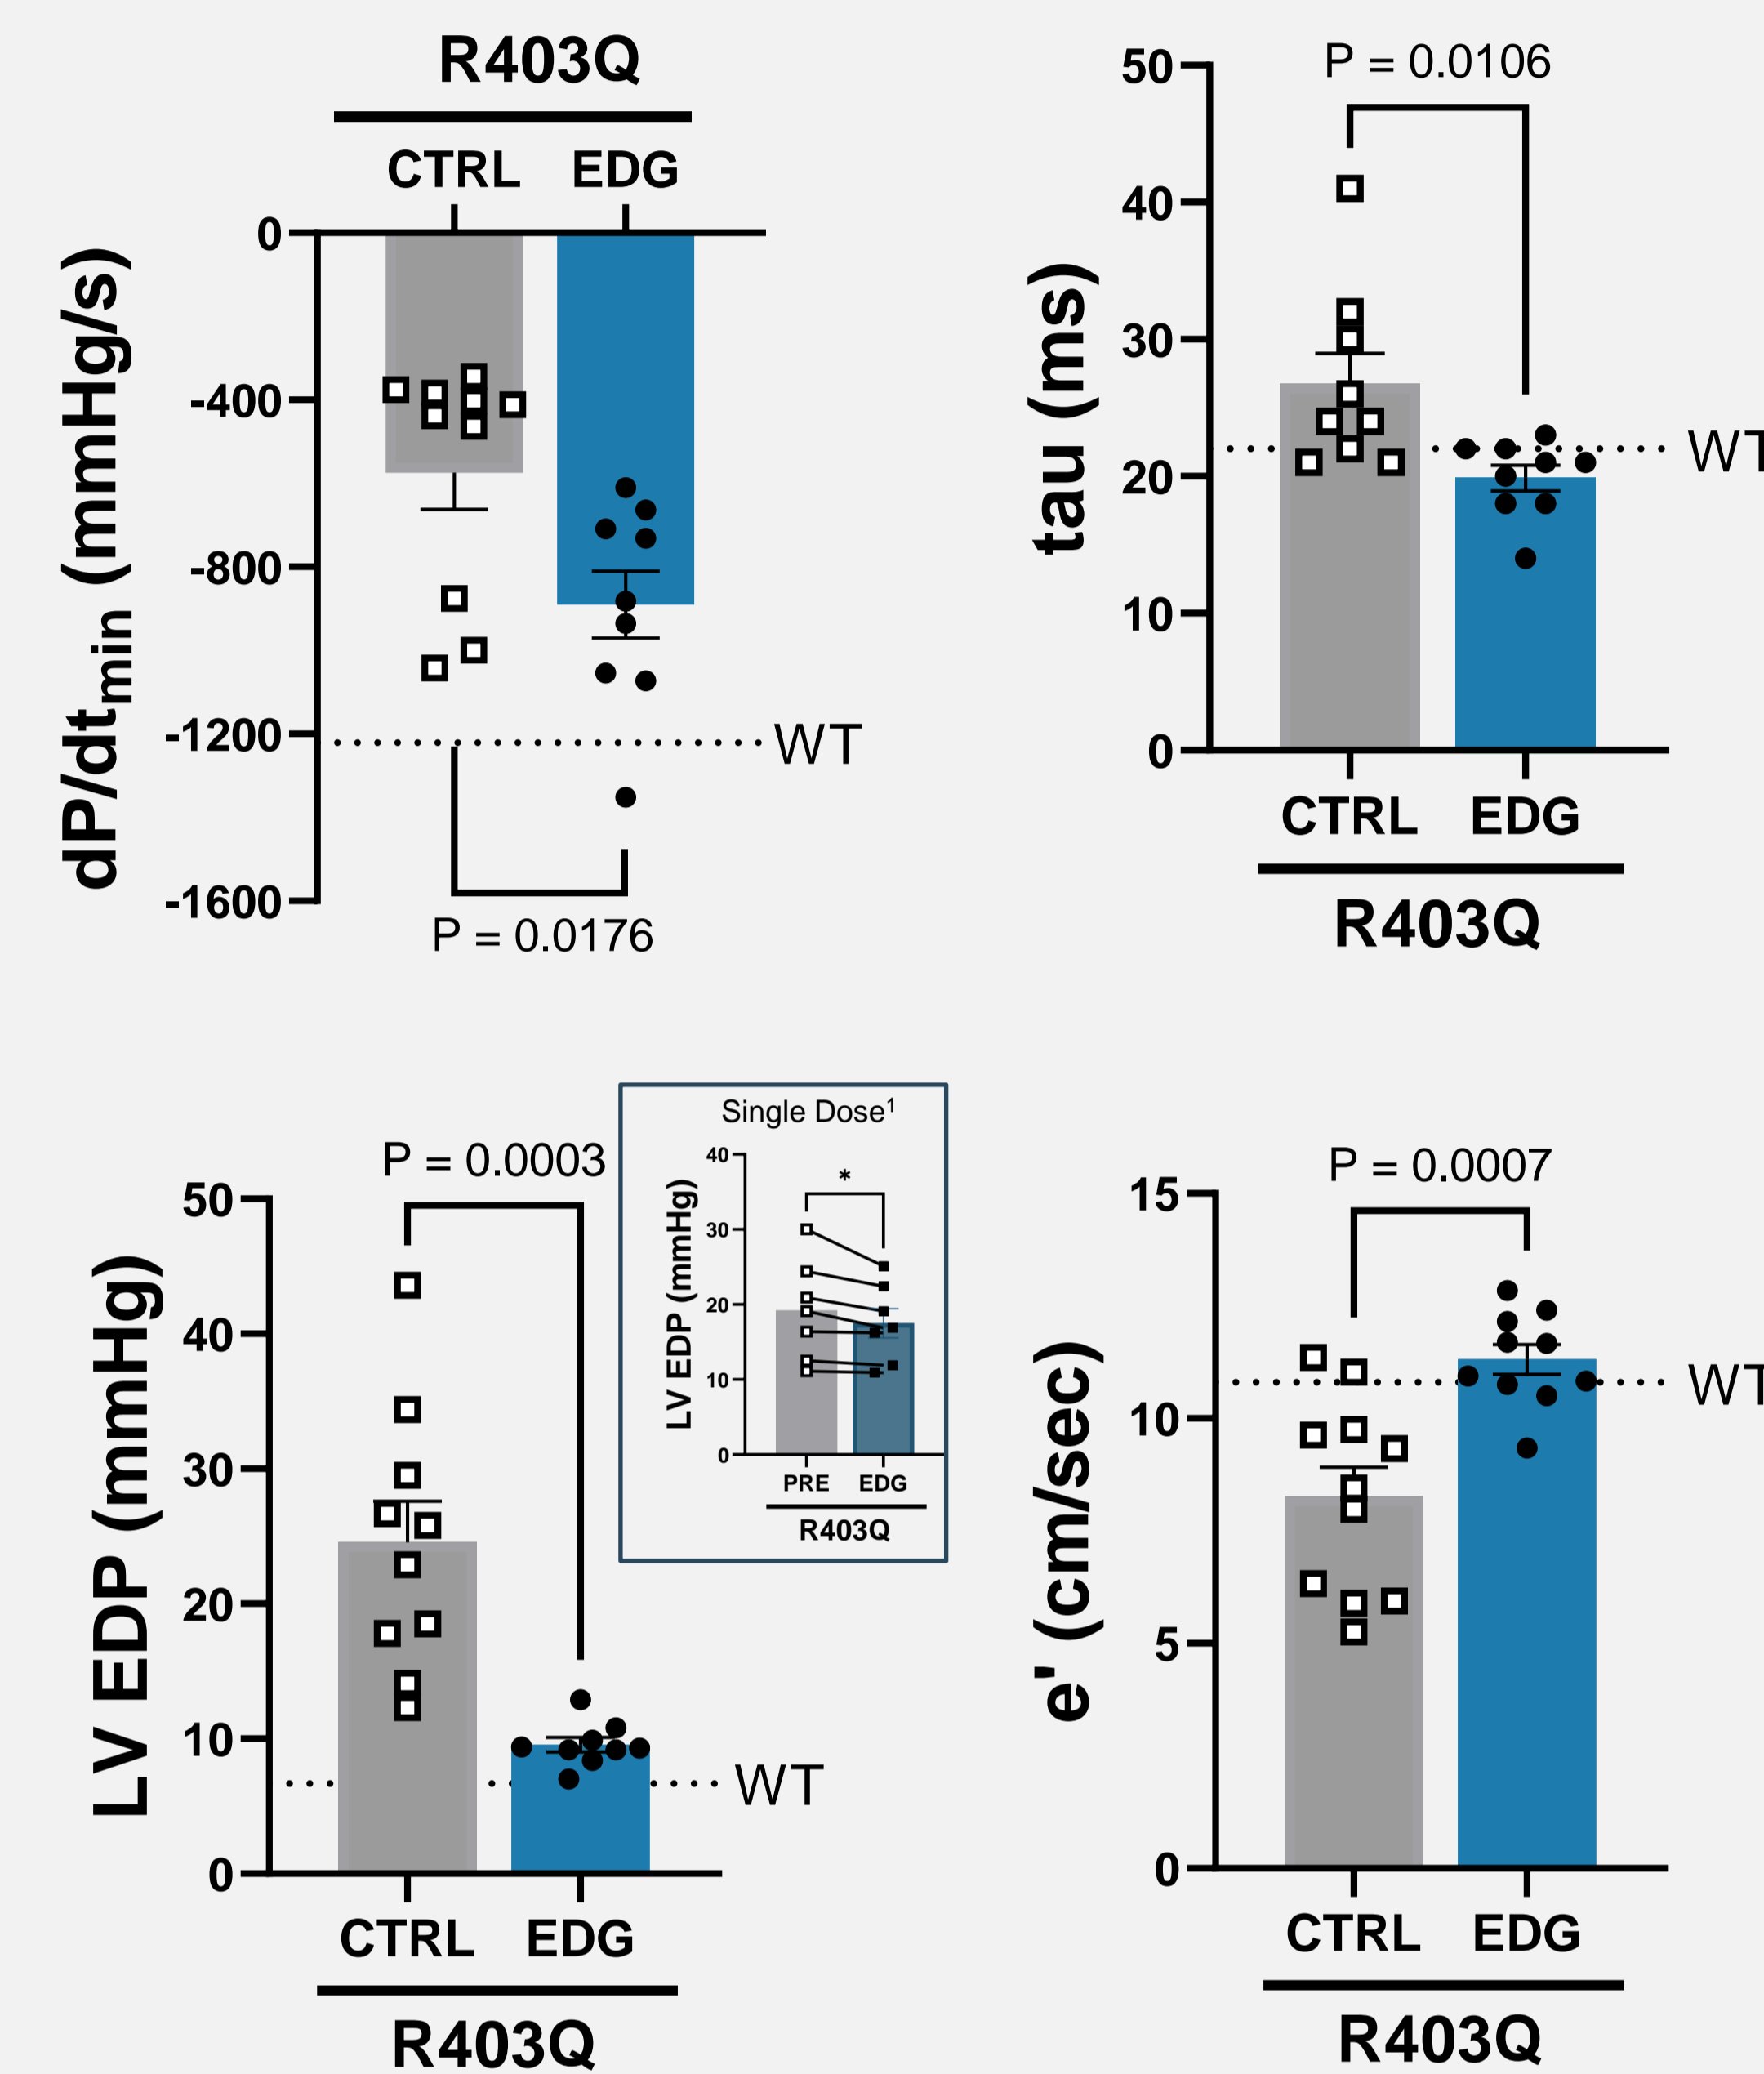 R403Q
CTRL EDG
0
-400
-800
-1200
-1600
dP/dtmin (mmHg/s)
WT
P = 0.0176
P = 0.0106
50
40
30
20
10
0
tau (ms)
WT
CTRL EDG
R403Q
P = 0.0003
50
40
30
20
10
0
LV EDP (mmHg)
WT
CTRL EDG
R403Q
Single Dose¹
40
30
20
10
0
LV EDP (mmHg)
*
PRE EDG
R403Q
P = 0.0007
15
10
5
0
e' (cm/sec)
WT
CTRL EDG
R403Q